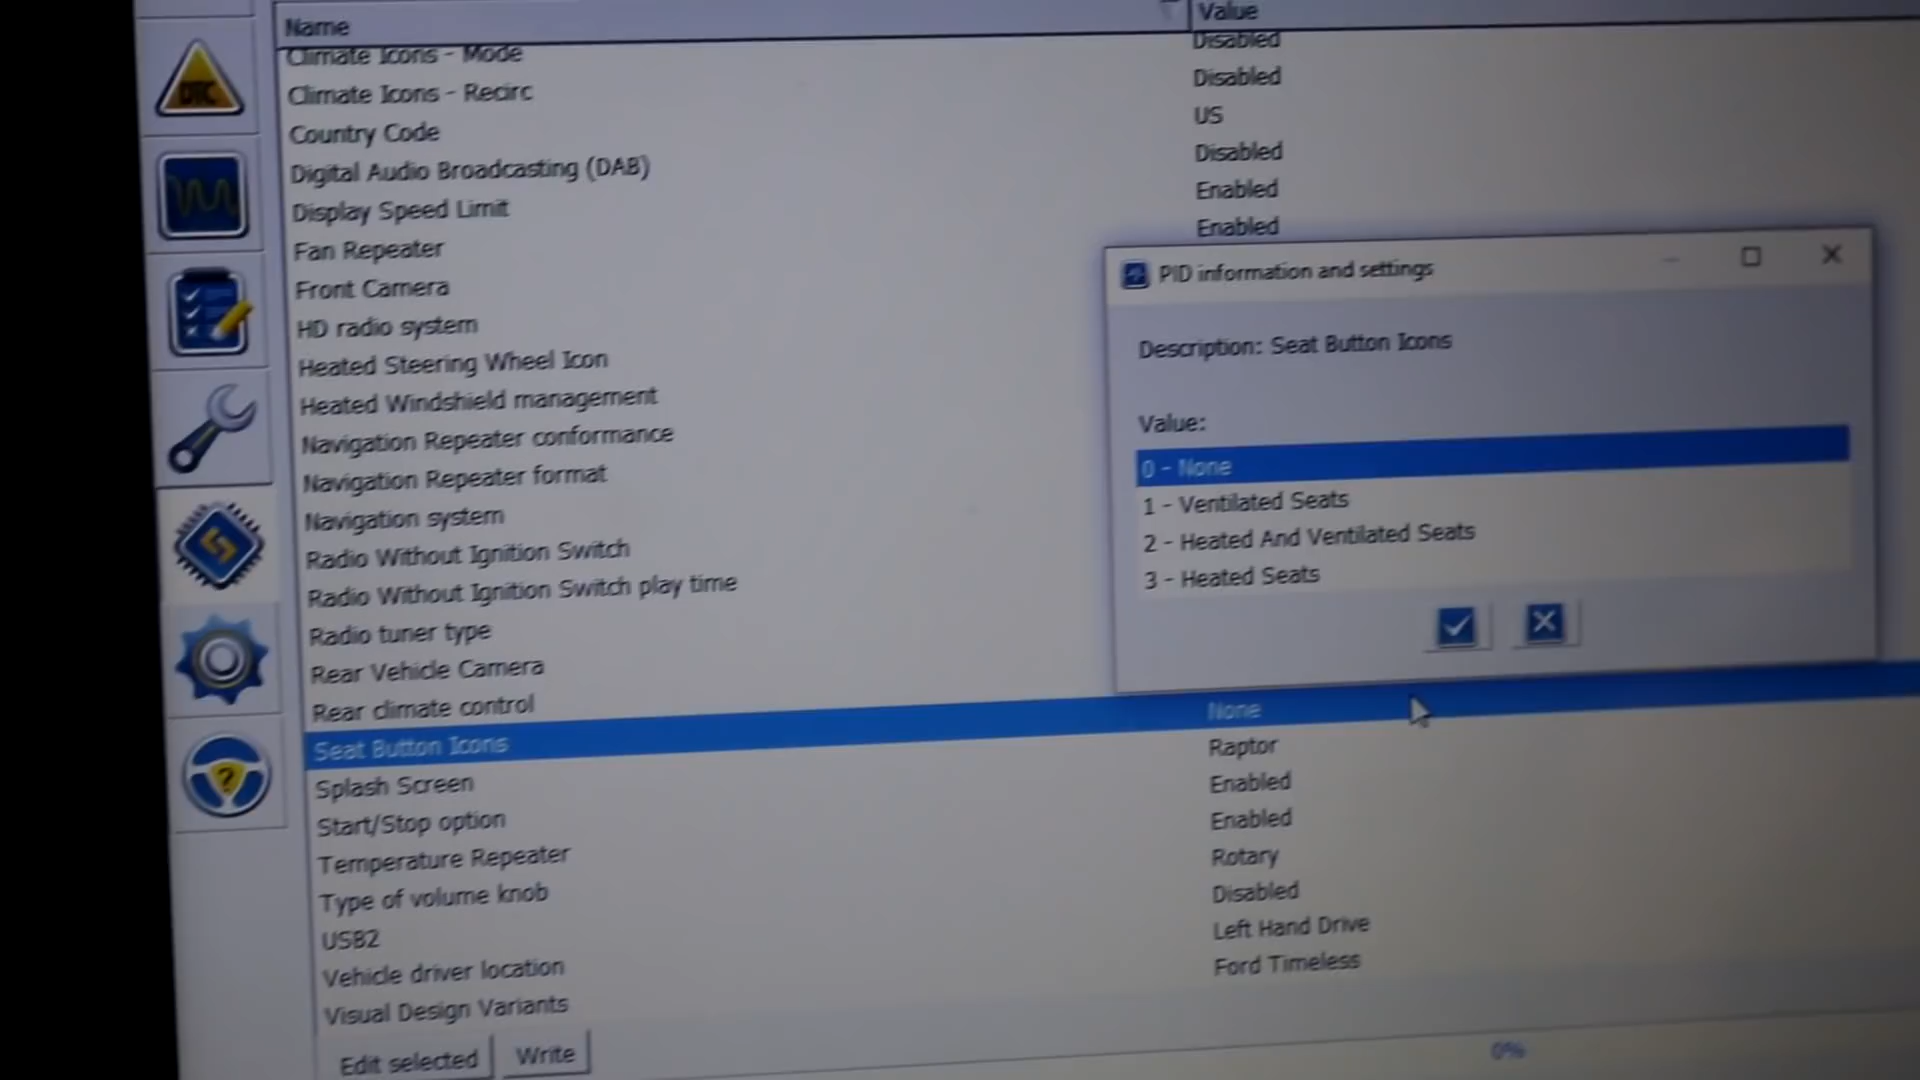 Name
Value
Climate Icons - Mode
Disabled
Climate Icons - Recirc
Disabled
Country Code
US
Digital Audio Broadcasting (DAB)
Disabled
Display Speed Limit
Enabled
Fan Repeater
Enabled
Front Camera
HD radio system
Heated Steering Wheel Icon
Heated Windshield management
Navigation Repeater conformance
Navigation Repeater format
Navigation system
Radio Without Ignition Switch
Radio Without Ignition Switch play time
Radio tuner type
Rear Vehicle Camera
Rear climate control
Seat Button Icons
None
Splash Screen
Raptor
Start/Stop option
Enabled
Temperature Repeater
Enabled
Type of volume knob
Rotary
USB2
Disabled
Vehicle driver location
Left Hand Drive
Visual Design Variants
Ford Timeless
Edit selected
Write
0%
DTC
?
PID information and settings
Description: Seat Button Icons
Value:
0 - None
1 - Ventilated Seats
2 - Heated And Ventilated Seats
3 - Heated Seats